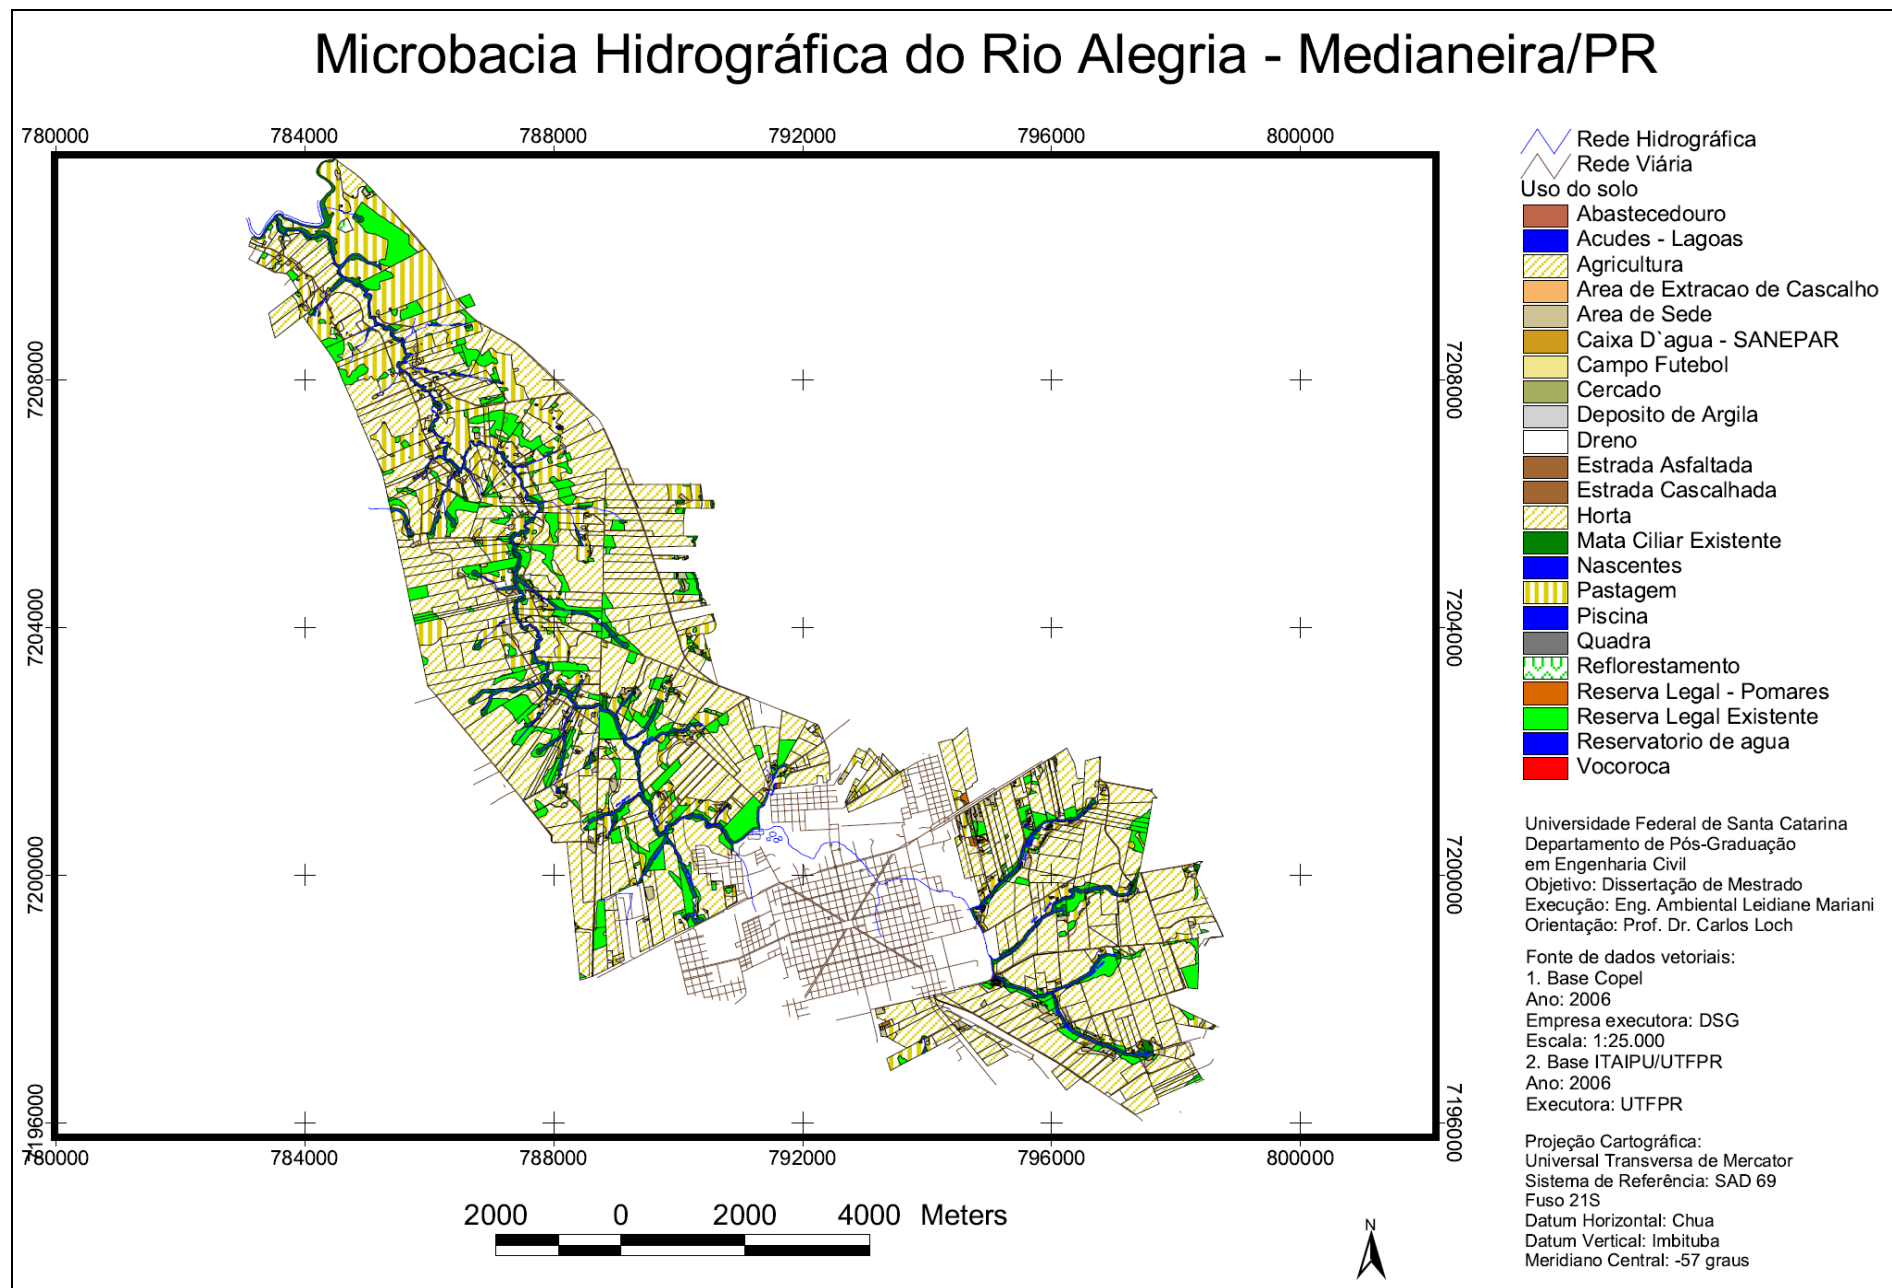 Microbacia Hidrográfica do Rio Alegria - Medianeira/PR
780000 784000 788000 792000 796000 800000
7208000 7208000
7204000 7204000
7200000 7200000
7196000 7196000
780000 784000 788000 792000 796000 800000
2000 0 2000 4000 Meters
N
Rede Hidrográfica
Rede Viária
Uso do solo
Abastecedouro
Acudes - Lagoas
Agricultura
Area de Extracao de Cascalho
Area de Sede
Caixa D`agua - SANEPAR
Campo Futebol
Cercado
Deposito de Argila
Dreno
Estrada Asfaltada
Estrada Cascalhada
Horta
Mata Ciliar Existente
Nascentes
Pastagem
Piscina
Quadra
Reflorestamento
Reserva Legal - Pomares
Reserva Legal Existente
Reservatorio de agua
Vocoroca
Universidade Federal de Santa Catarina
Departamento de Pós-Graduação
em Engenharia Civil
Objetivo: Dissertação de Mestrado
Execução: Eng. Ambiental Leidiane Mariani
Orientação: Prof. Dr. Carlos Loch
Fonte de dados vetoriais:
1. Base Copel
Ano: 2006
Empresa executora: DSG
Escala: 1:25.000
2. Base ITAIPU/UTFPR
Ano: 2006
Executora: UTFPR
Projeção Cartográfica:
Universal Transversa de Mercator
Sistema de Referência: SAD 69
Fuso 21S
Datum Horizontal: Chua
Datum Vertical: Imbituba
Meridiano Central: -57 graus